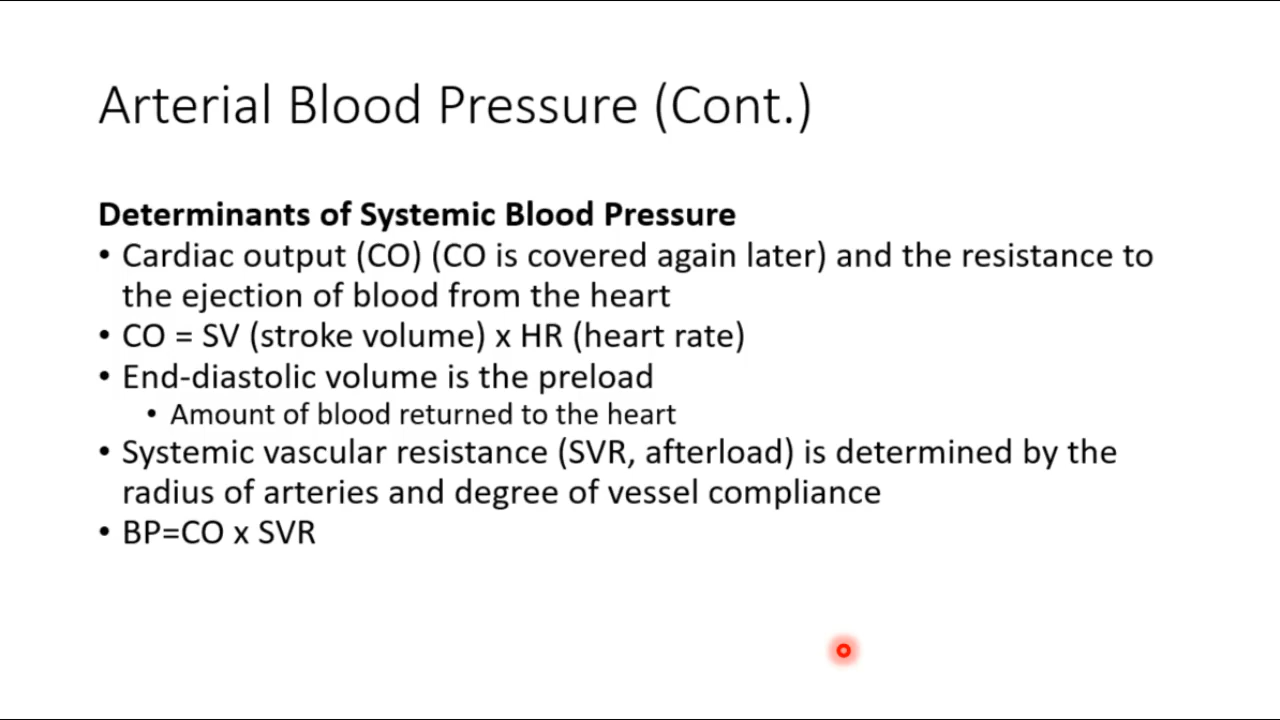 Arterial Blood Pressure (Cont.)
Determinants of Systemic Blood Pressure
• Cardiac output (CO) (CO is covered again later) and the resistance to
the ejection of blood from the heart
• CO = SV (stroke volume) x HR (heart rate)
• End-diastolic volume is the preload
• Amount of blood returned to the heart
• Systemic vascular resistance (SVR, afterload) is determined by the
radius of arteries and degree of vessel compliance
• BP=CO x SVR